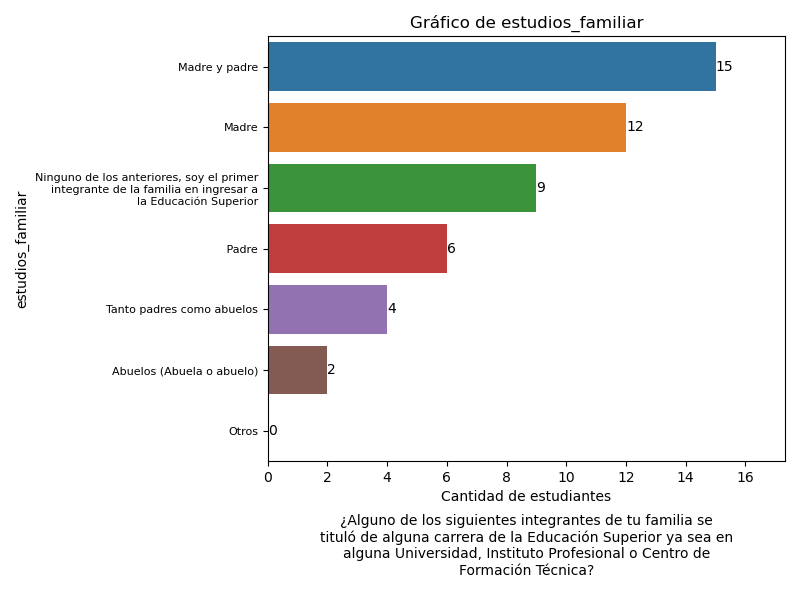 Gráfico de estudios_familiar
estudios_familiar
Madre y padre
15
Madre
12
Ninguno de los anteriores, soy el primer
integrante de la familia en ingresar a
la Educación Superior
9
Padre
6
Tanto padres como abuelos
4
Abuelos (Abuela o abuelo)
2
Otros
0
0 2 4 6 8 10 12 14 16
Cantidad de estudiantes
¿Alguno de los siguientes integrantes de tu familia se
tituló de alguna carrera de la Educación Superior ya sea en
alguna Universidad, Instituto Profesional o Centro de
Formación Técnica?